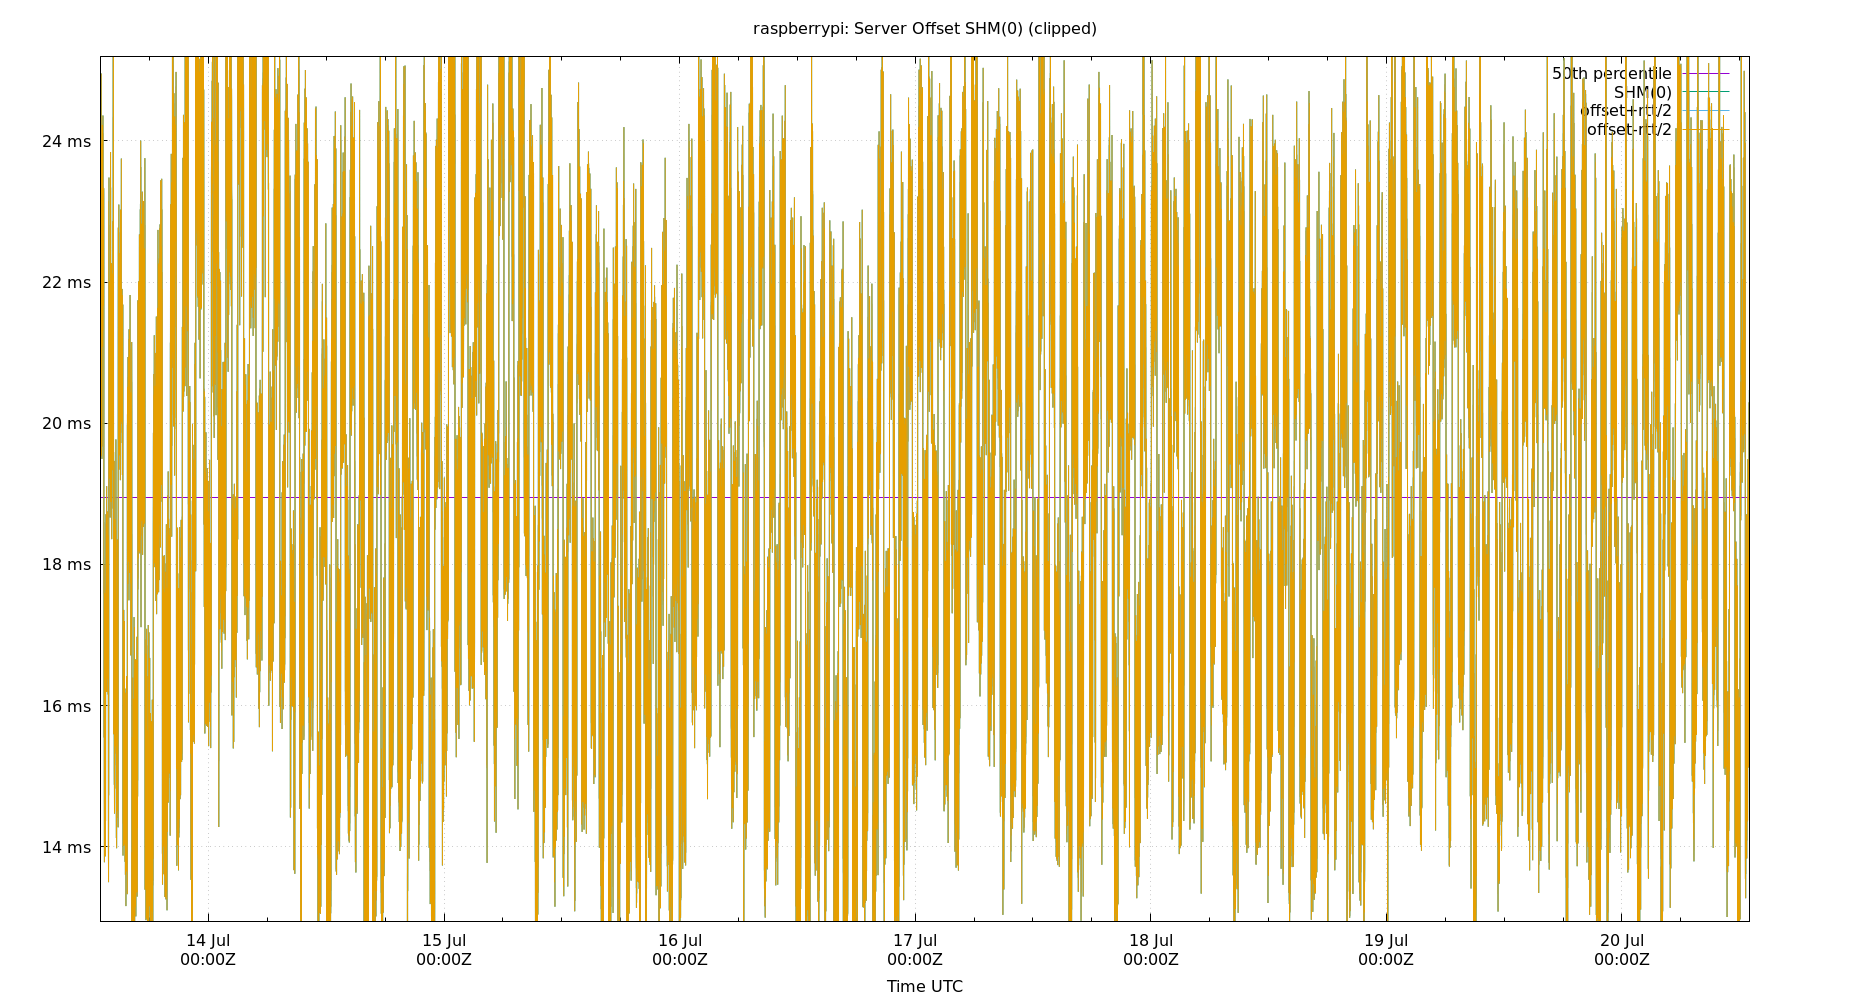 raspberrypi: Server Offset SHM(0) (clipped)
50th percentile
SHM(0)
offset+rtt/2
offset-rtt/2
24 ms
22 ms
20 ms
18 ms
16 ms
14 ms
14 Jul
00:00Z
15 Jul
00:00Z
16 Jul
00:00Z
17 Jul
00:00Z
18 Jul
00:00Z
19 Jul
00:00Z
20 Jul
00:00Z
Time UTC